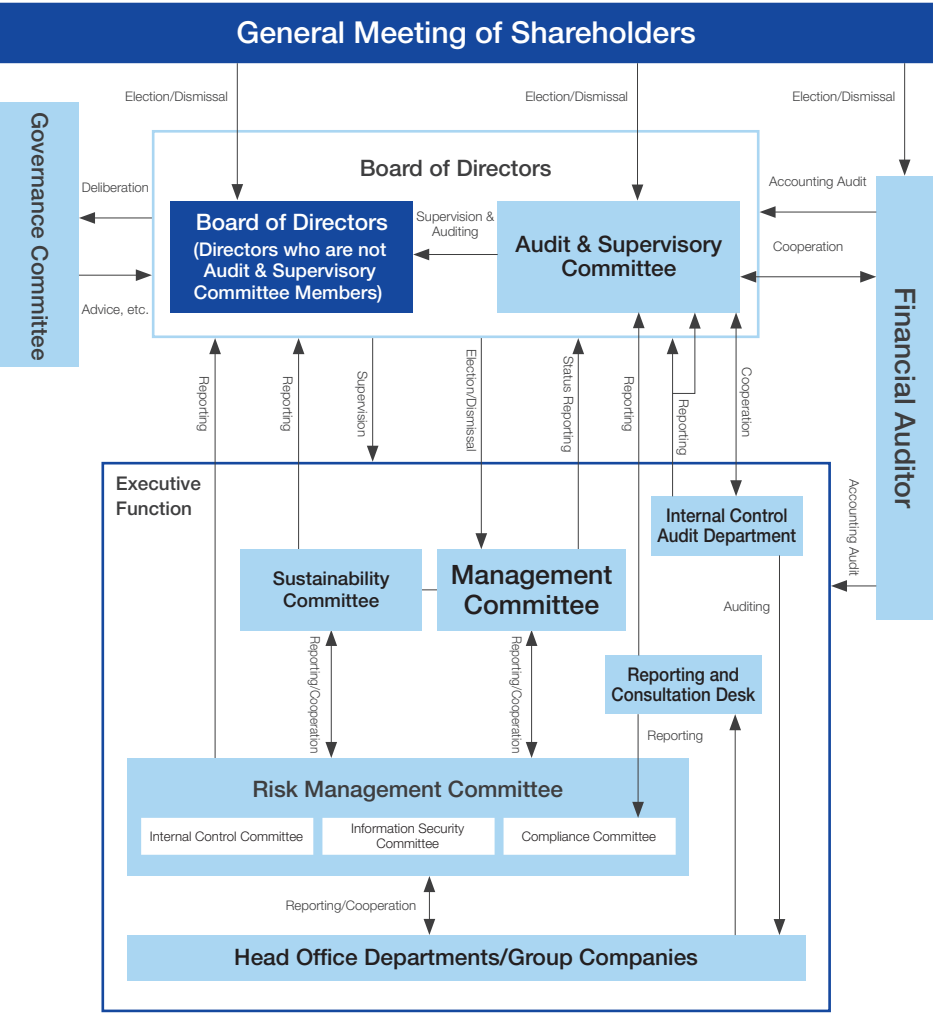 General Meeting of Shareholders
Election/Dismissal
Election/Dismissal
Election/Dismissal
Governance Committee
Deliberation
Advice, etc.
Board of Directors
Board of Directors
(Directors who are not
Audit & Supervisory
Committee Members)
Supervision &
Auditing
Audit & Supervisory
Committee
Accounting Audit
Cooperation
Financial Auditor
Reporting
Reporting
Supervision
Election/Dismissal
Status Reporting
Reporting
Reporting
Cooperation
Accounting Audit
Executive
Function
Internal Control
Audit Department
Sustainability
Committee
Management
Committee
Auditing
Reporting/Cooperation
Reporting/Cooperation
Reporting and
Consultation Desk
Reporting
Risk Management Committee
Internal Control Committee
Information Security
Committee
Compliance Committee
Reporting/Cooperation
Head Office Departments/Group Companies